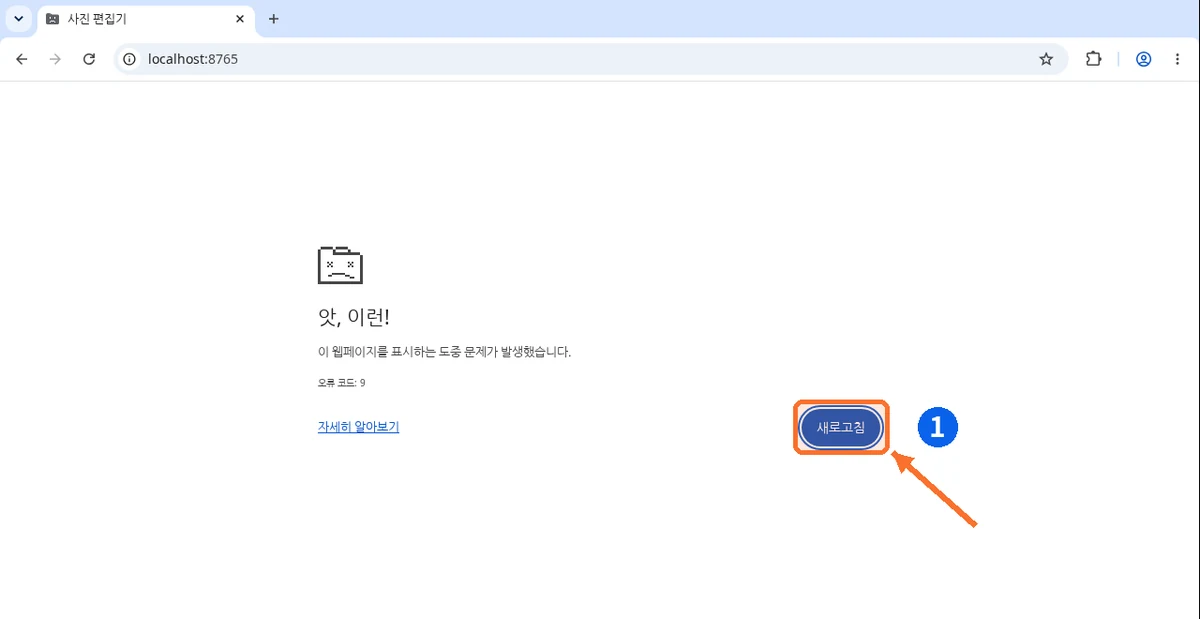 사진 편집기
localhost:8765
앗, 이런!
이 웹페이지를 표시하는 도중 문제가 발생했습니다.
오류 코드: 9
자세히 알아보기
새로고침
1